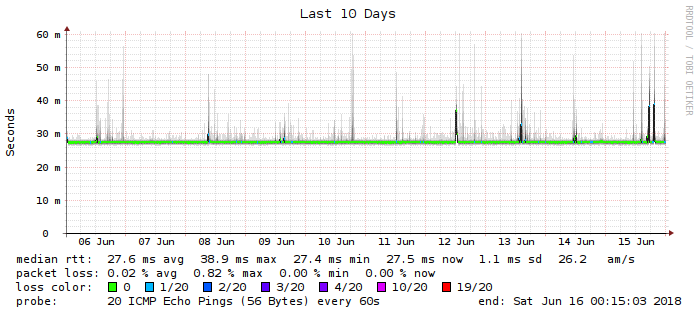 Last 10 Days
RRDTOOL / TOBI OETIKER
Seconds
60 m
50 m
40 m
30 m
20 m
10 m
0
06 Jun 07 Jun 08 Jun 09 Jun 10 Jun 11 Jun 12 Jun 13 Jun 14 Jun 15 Jun
median rtt: 27.6 ms avg 38.9 ms max 27.4 ms min 27.5 ms now 1.1 ms sd 26.2 am/s
packet loss: 0.02 % avg 0.82 % max 0.00 % min 0.00 % now
loss color: 0 1/20 2/20 3/20 4/20 10/20 19/20
probe: 20 ICMP Echo Pings (56 Bytes) every 60s end: Sat Jun 16 00:15:03 2018